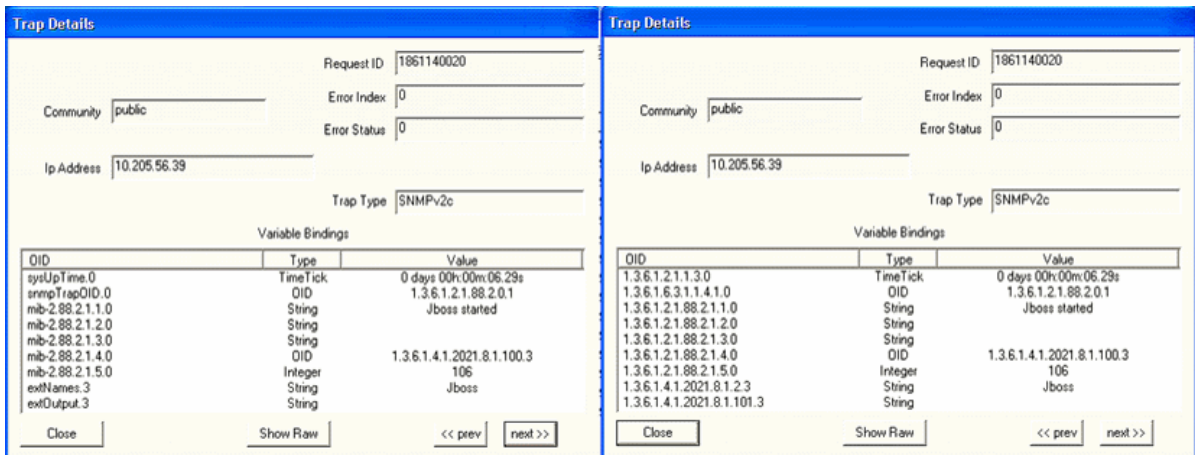 Trap Details
Request ID 1861140020
Community public
Error Index 0
Error Status 0
Ip Address 10.205.56.39
Trap Type SNMPv2c
Variable Bindings
OID Type Value
sysUpTime.0 TimeTick 0 days 00h:00m:06.29s
snmpTrapOID.0 OID 1.3.6.1.2.1.88.2.0.1
mib-2.88.2.1.1.0 String Jboss started
mib-2.88.2.1.2.0 String
mib-2.88.2.1.3.0 String
mib-2.88.2.1.4.0 OID 1.3.6.1.4.1.2021.8.1.100.3
mib-2.88.2.1.5.0 Integer 106
extNames.3 String Jboss
extOutput.3 String
Close Show Raw << prev next >>
Trap Details
Request ID 1861140020
Community public
Error Index 0
Error Status 0
Ip Address 10.205.56.39
Trap Type SNMPv2c
Variable Bindings
OID Type Value
1.3.6.1.2.1.1.3.0 TimeTick 0 days 00h:00m:06.29s
1.3.6.1.6.3.1.1.4.1.0 OID 1.3.6.1.2.1.88.2.0.1
1.3.6.1.2.1.88.2.1.1.0 String Jboss started
1.3.6.1.2.1.88.2.1.2.0 String
1.3.6.1.2.1.88.2.1.3.0 String
1.3.6.1.2.1.88.2.1.4.0 OID 1.3.6.1.4.1.2021.8.1.100.3
1.3.6.1.2.1.88.2.1.5.0 Integer 106
1.3.6.1.4.1.2021.8.1.2.3 String Jboss
1.3.6.1.4.1.2021.8.1.101.3 String
Close Show Raw << prev next >>